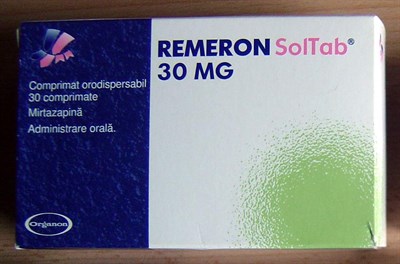 REMERON SolTab®
30 MG
Comprimat orodispersabil
30 comprimate
Mirtazapină
Administrare orală.
Organon